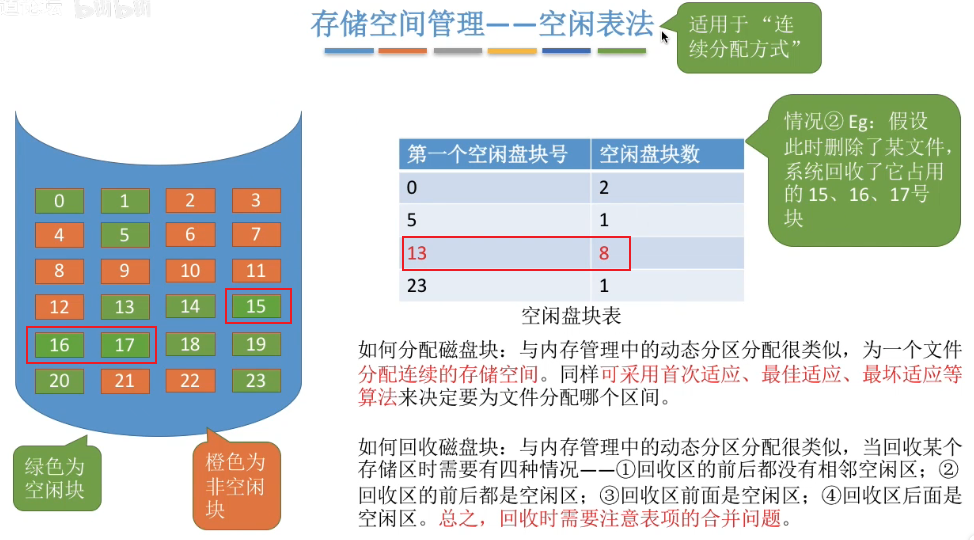 存储空间管理——空闲表法
适用于“连
续分配方式”
情况② Eg：假设
此时删除了某文件，
系统回收了它占用
的 15、16、17号
块
第一个空闲盘块号 空闲盘块数
0 2
5 1
13 8
23 1
空闲盘块表
0 1 2 3
4 5 6 7
8 9 10 11
12 13 14 15
16 17 18 19
20 21 22 23
绿色为
空闲块
橙色为
非空闲
块
如何分配磁盘块：与内存管理中的动态分区分配很类似，为一个文件
分配连续的存储空间。同样可采用首次适应、最佳适应、最坏适应等
算法来决定要为文件分配哪个区间。
如何回收磁盘块：与内存管理中的动态分区分配很类似，当回收某个
存储区时需要有四种情况——①回收区的前后都没有相邻空闲区；②
回收区的前后都是空闲区；③回收区前面是空闲区；④回收区后面是
空闲区。总之，回收时需要注意表项的合并问题。